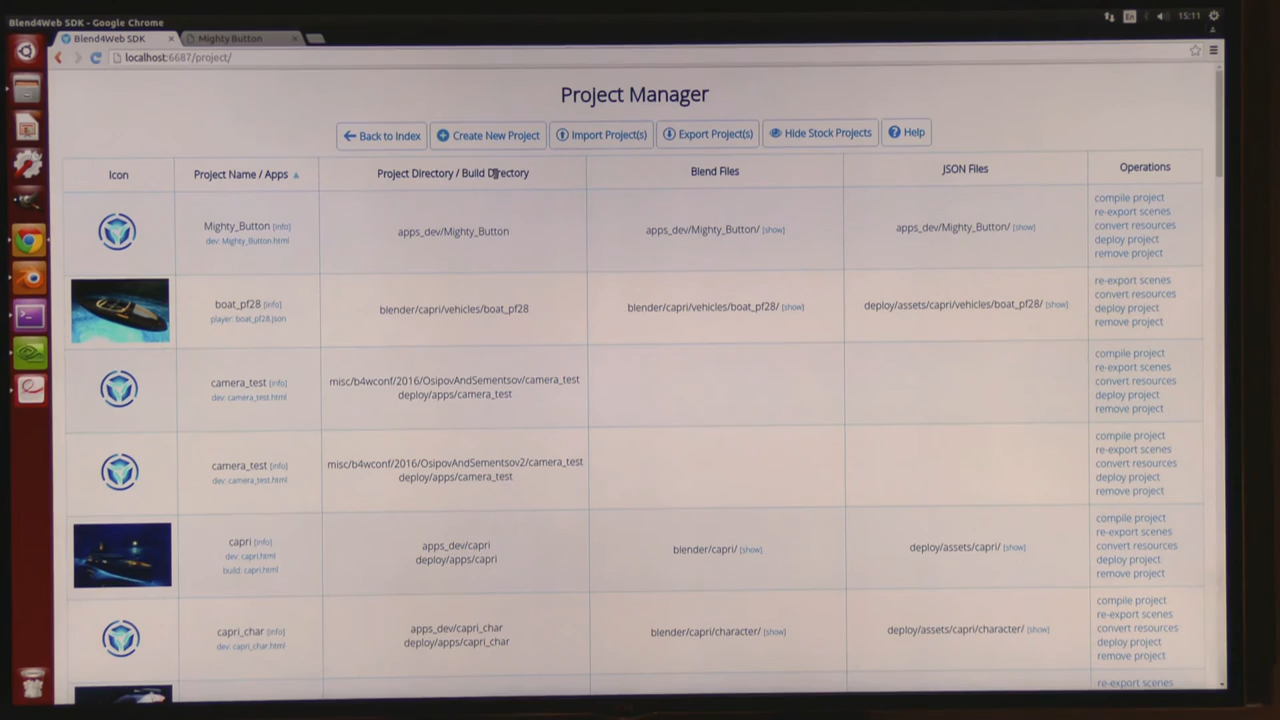 Blend4Web SDK - Google Chrome
En
15:11
Blend4Web SDK
Mighty Button
localhost:6687/project/
Project Manager
Back to Index
Create New Project
Import Project(s)
Export Project(s)
Hide Stock Projects
Help
Icon
Project Name / Apps
Project Directory / Build Directory
Blend Files
JSON Files
Operations
Mighty_Button [info]
dev: Mighty_Button.html
apps_dev/Mighty_Button
apps_dev/Mighty_Button/ [show]
apps_dev/Mighty_Button/ [show]
compile project
re-export scenes
convert resources
deploy project
remove project
boat_pf28 [info]
player: boat_pf28.json
blender/capri/vehicles/boat_pf28
blender/capri/vehicles/boat_pf28/ [show]
deploy/assets/capri/vehicles/boat_pf28/ [show]
re-export scenes
convert resources
deploy project
remove project
camera_test [info]
dev: camera_test.html
misc/b4wconf/2016/OsipovAndSementsov/camera_test
deploy/apps/camera_test
compile project
re-export scenes
convert resources
deploy project
remove project
camera_test [info]
dev: camera_test.html
misc/b4wconf/2016/OsipovAndSementsov2/camera_test
deploy/apps/camera_test
compile project
re-export scenes
convert resources
deploy project
remove project
capri [info]
dev: capri.html
build: capri.html
apps_dev/capri
deploy/apps/capri
blender/capri/ [show]
deploy/assets/capri/ [show]
compile project
re-export scenes
convert resources
deploy project
remove project
capri_char [info]
dev: capri_char.html
apps_dev/capri_char
deploy/apps/capri_char
blender/capri/character/ [show]
deploy/assets/capri/character/ [show]
compile project
re-export scenes
convert resources
deploy project
remove project
re-export scenes